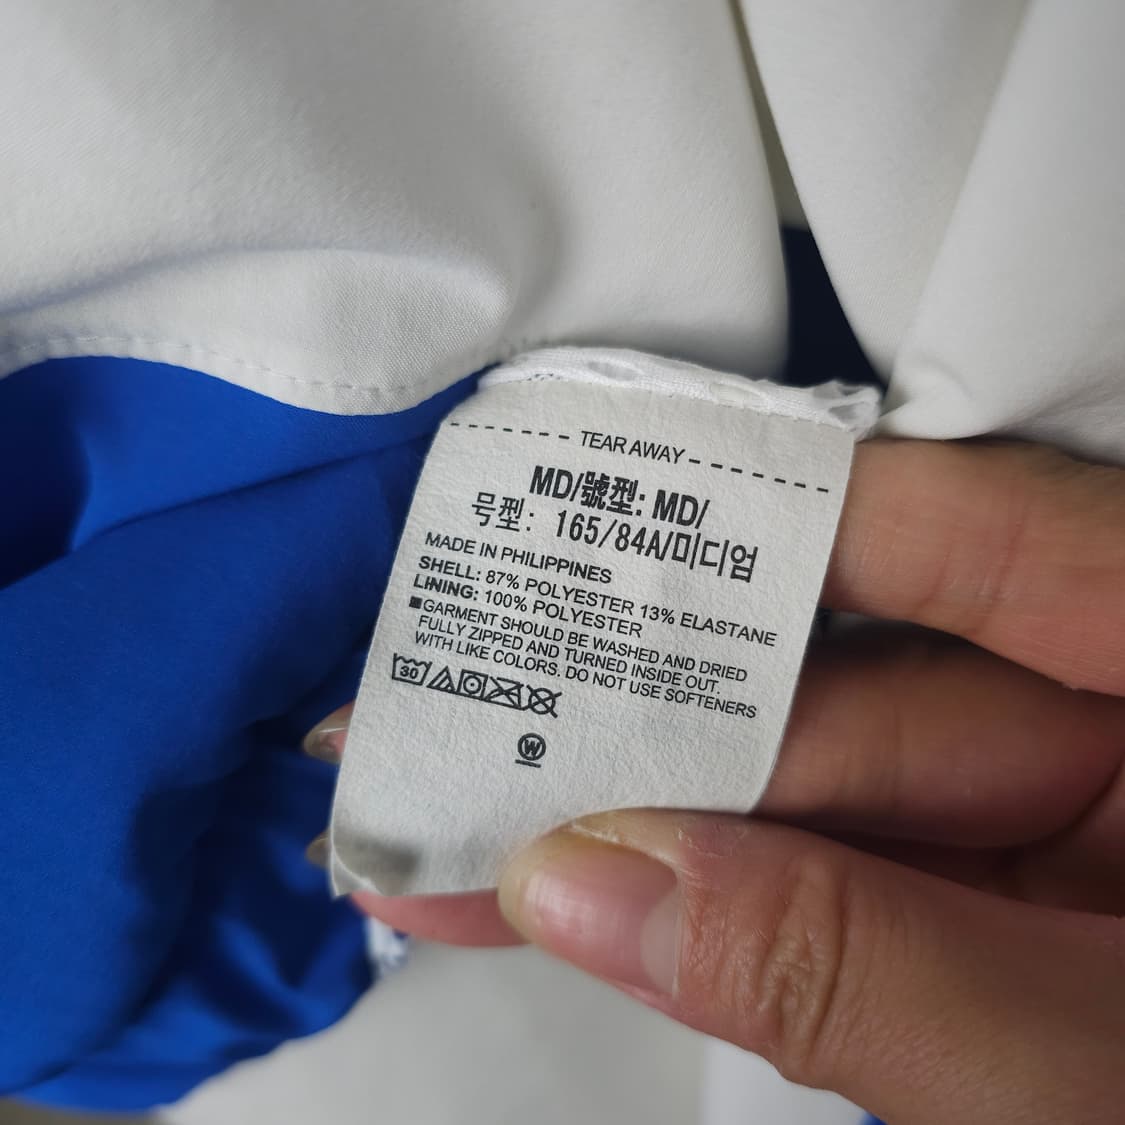 TEAR AWAY
MD/號型: MD/
号型: 165/84A/미디엄
MADE IN PHILIPPINES
SHELL: 87% POLYESTER 13% ELASTANE
LINING: 100% POLYESTER
■GARMENT SHOULD BE WASHED AND DRIED
FULLY ZIPPED AND TURNED INSIDE OUT.
WITH LIKE COLORS. DO NOT USE SOFTENERS
30
W